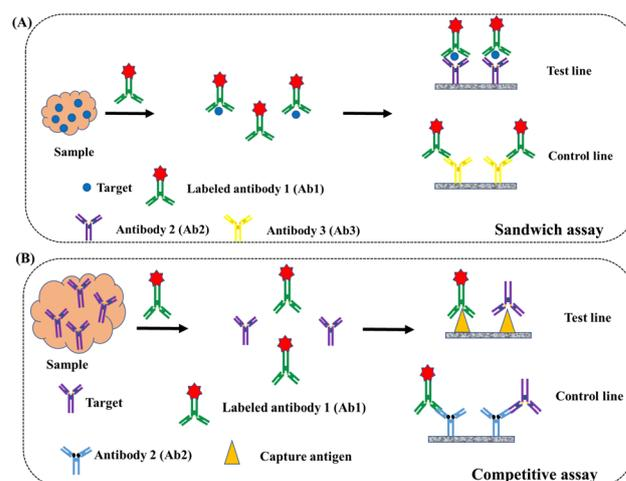 (A)
Test line
Sample
Control line
Target
Labeled antibody 1 (Ab1)
Antibody 2 (Ab2)
Antibody 3 (Ab3)
Sandwich assay
(B)
Test line
Sample
Control line
Target
Labeled antibody 1 (Ab1)
Antibody 2 (Ab2)
Capture antigen
Competitive assay